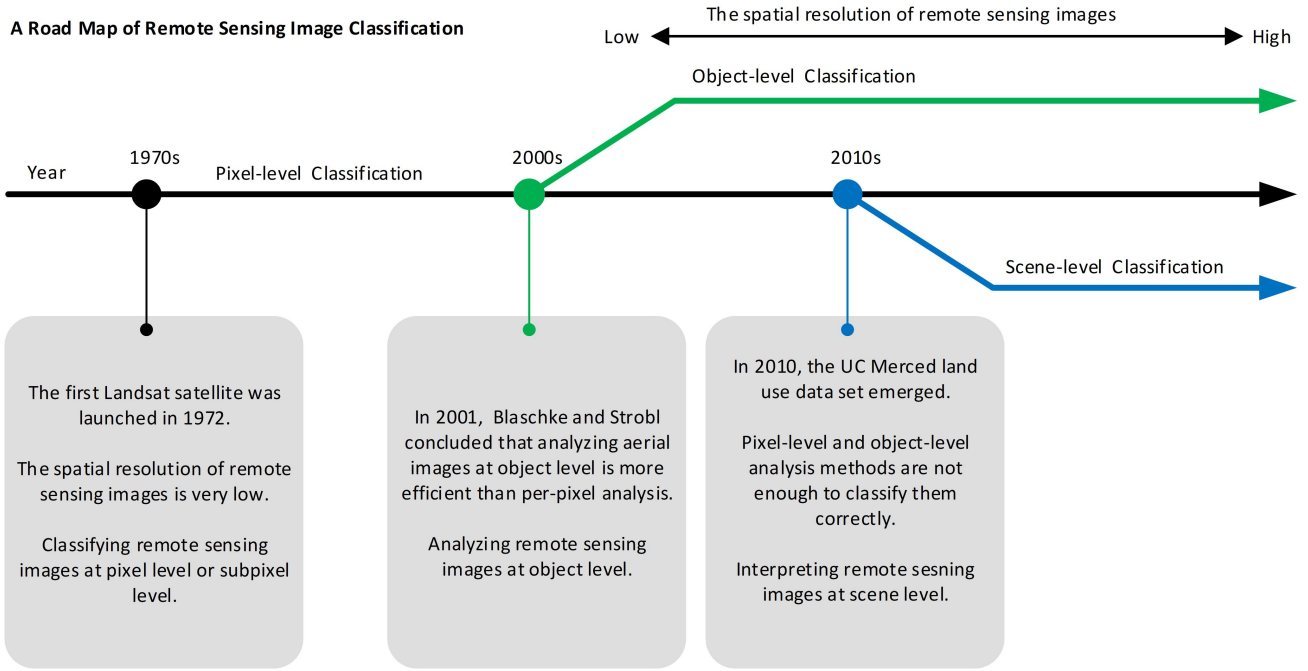 A Road Map of Remote Sensing Image Classification
The spatial resolution of remote sensing images
Low
High
Object-level Classification
Year
1970s
Pixel-level Classification
2000s
2010s
Scene-level Classification
The first Landsat satellite was
launched in 1972.
The spatial resolution of remote
sensing images is very low.
Classifying remote sensing
images at pixel level or subpixel
level.
In 2001, Blaschke and Strobl
concluded that analyzing aerial
images at object level is more
efficient than per-pixel analysis.
Analyzing remote sensing
images at object level.
In 2010, the UC Merced land
use data set emerged.
Pixel-level and object-level
analysis methods are not
enough to classify them
correctly.
Interpreting remote sesning
images at scene level.